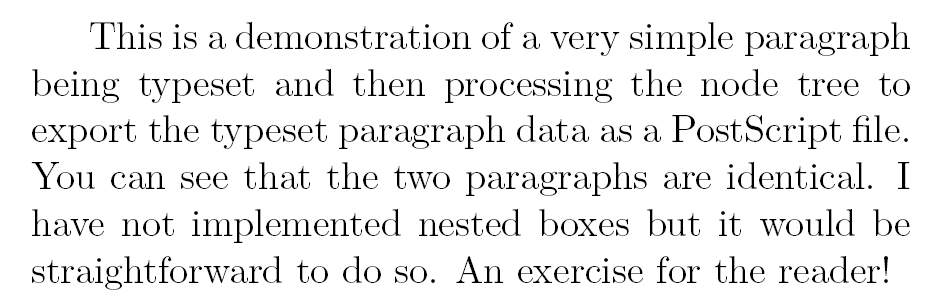 This is a demonstration of a very simple paragraph
being typeset and then processing the node tree to
export the typeset paragraph data as a PostScript file.
You can see that the two paragraphs are identical. I
have not implemented nested boxes but it would be
straightforward to do so. An exercise for the reader!